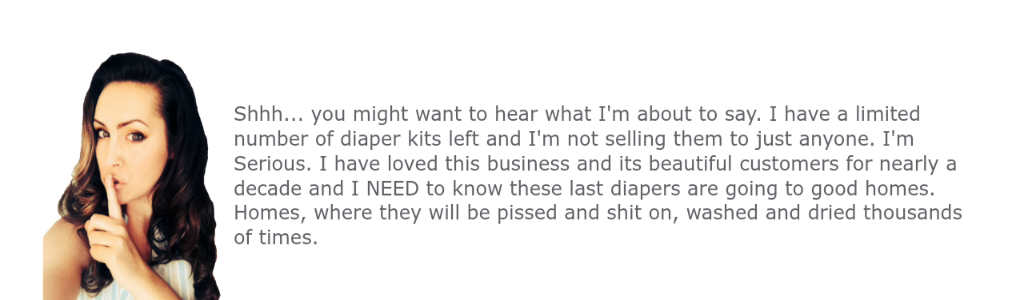 Shhh... you might want to hear what I'm about to say. I have a limited
number of diaper kits left and I'm not selling them to just anyone. I'm
Serious. I have loved this business and its beautiful customers for nearly a
decade and I NEED to know these last diapers are going to good homes.
Homes, where they will be pissed and shit on, washed and dried thousands
of times.